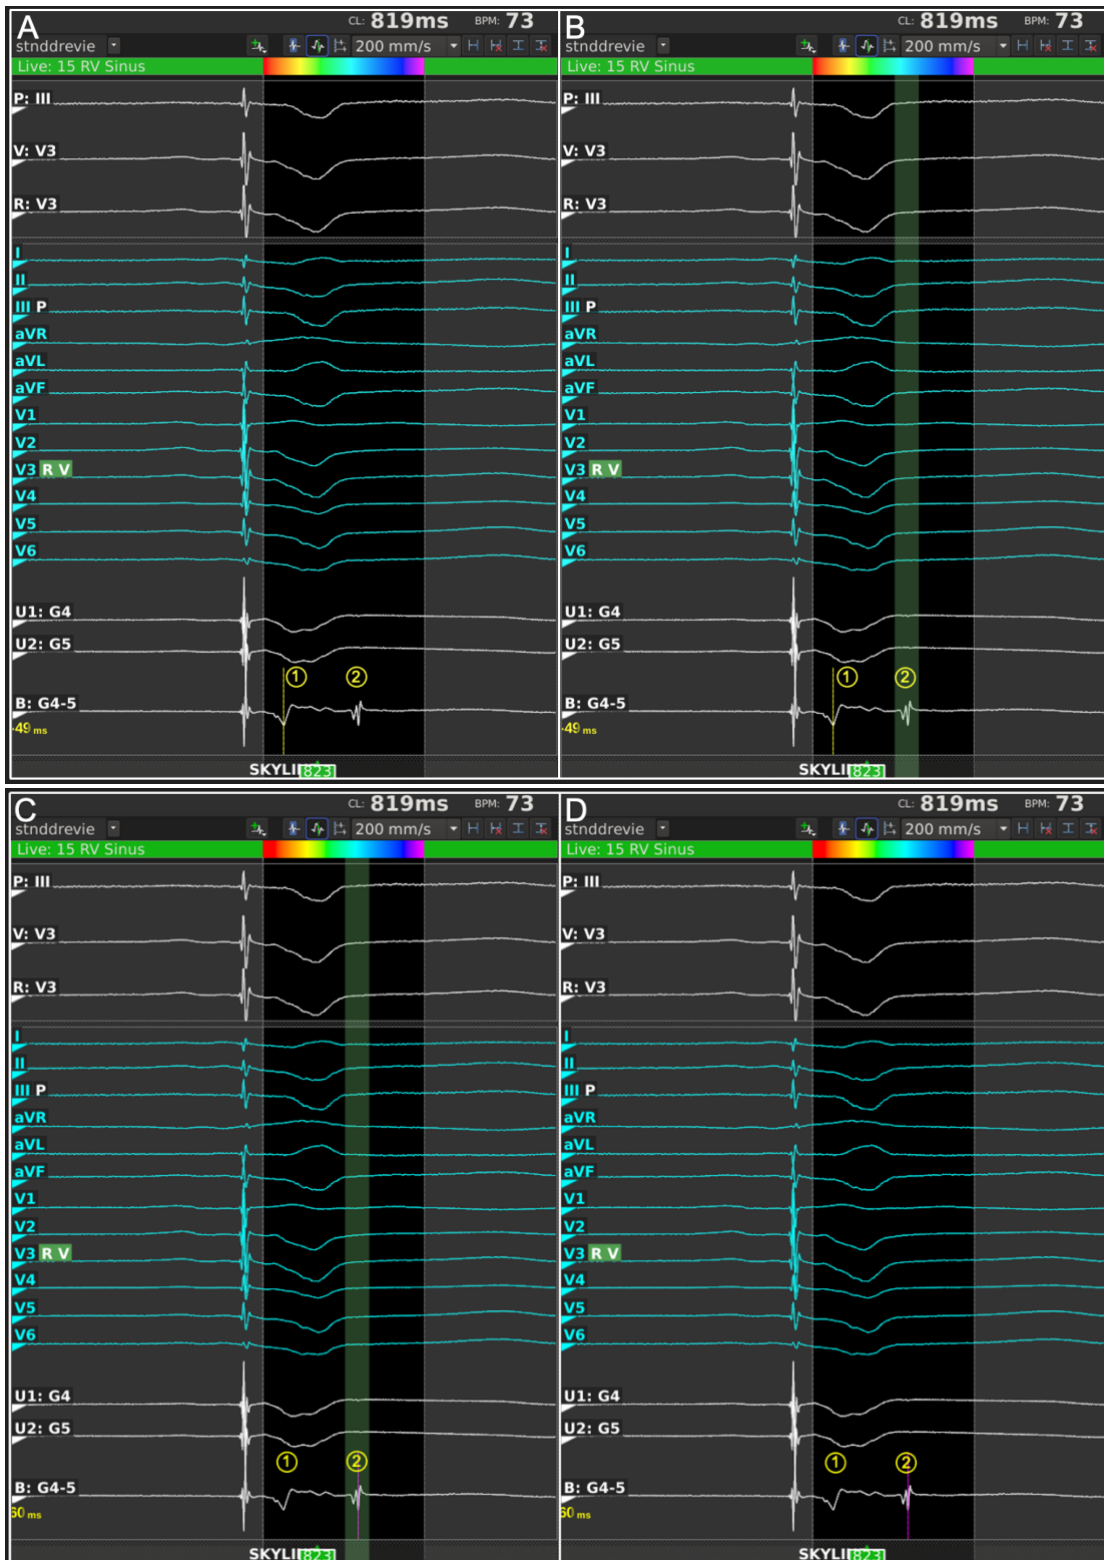 A
CL: 819ms BPM: 73
stnddrevie 200 mm/s
Live: 15 RV Sinus
P: III
V: V3
R: V3
I
II
III P
aVR
aVL
aVF
V1
V2
V3 R V
V4
V5
V6
U1: G4
U2: G5
1 2
B: G4-5
-49 ms
823
B
CL: 819ms BPM: 73
stnddrevie 200 mm/s
Live: 15 RV Sinus
P: III
V: V3
R: V3
I
II
III P
aVR
aVL
aVF
V1
V2
V3 R V
V4
V5
V6
U1: G4
U2: G5
1 2
B: G4-5
-49 ms
823
C
CL: 819ms BPM: 73
stnddrevie 200 mm/s
Live: 15 RV Sinus
P: III
V: V3
R: V3
I
II
III P
aVR
aVL
aVF
V1
V2
V3 R V
V4
V5
V6
U1: G4
U2: G5
1 2
B: G4-5
60 ms
823
D
CL: 819ms BPM: 73
stnddrevie 200 mm/s
Live: 15 RV Sinus
P: III
V: V3
R: V3
I
II
III P
aVR
aVL
aVF
V1
V2
V3 R V
V4
V5
V6
U1: G4
U2: G5
1 2
B: G4-5
60 ms
823